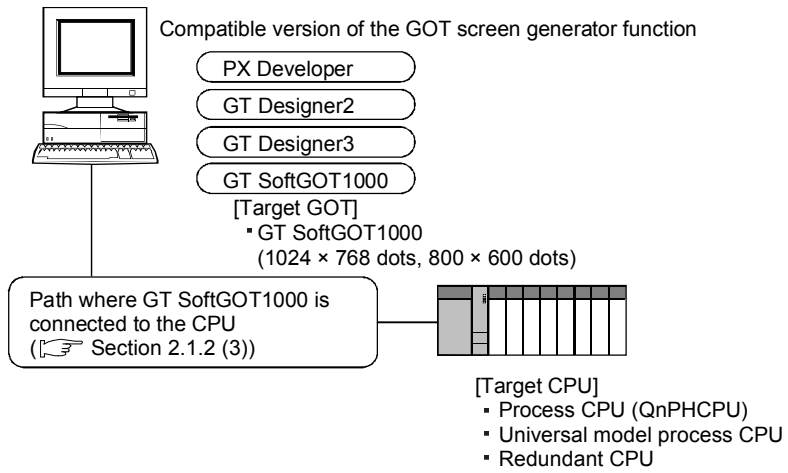 Compatible version of the GOT screen generator function
PX Developer
GT Designer2
GT Designer3
GT SoftGOT1000
[Target GOT]
▪ GT SoftGOT1000
(1024 × 768 dots, 800 × 600 dots)
Path where GT SoftGOT1000 is
connected to the CPU
(☞ Section 2.1.2 (3))
[Target CPU]
▪ Process CPU (QnPHCPU)
▪ Universal model process CPU
▪ Redundant CPU